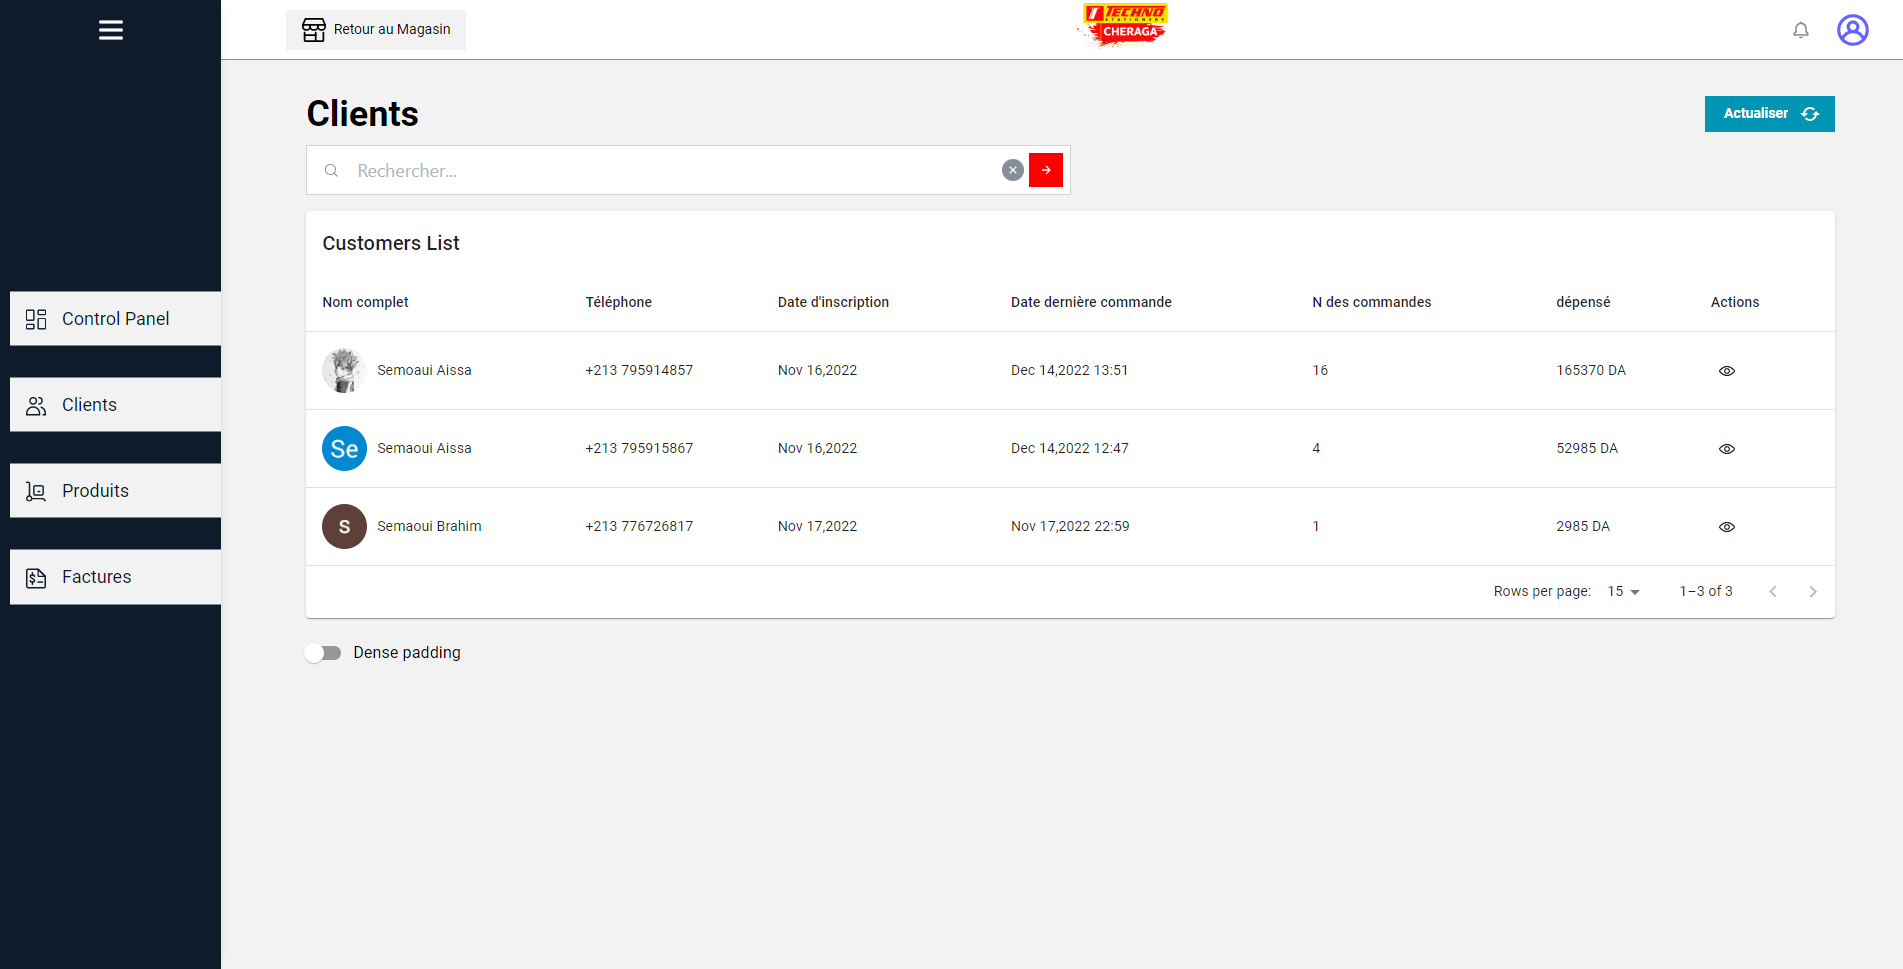 Retour au Magasin
TECHNO
STATIONERY
CHERAGA
Clients
Actualiser
Rechercher...
Customers List
Nom complet Téléphone Date d'inscription Date dernière commande N des commandes dépensé Actions
Semoaui Aissa +213 795914857 Nov 16,2022 Dec 14,2022 13:51 16 165370 DA
Se Semaoui Aissa +213 795915867 Nov 16,2022 Dec 14,2022 12:47 4 52985 DA
S Semaoui Brahim +213 776726817 Nov 17,2022 Nov 17,2022 22:59 1 2985 DA
Rows per page: 15 1–3 of 3
Dense padding
Control Panel
Clients
Produits
Factures